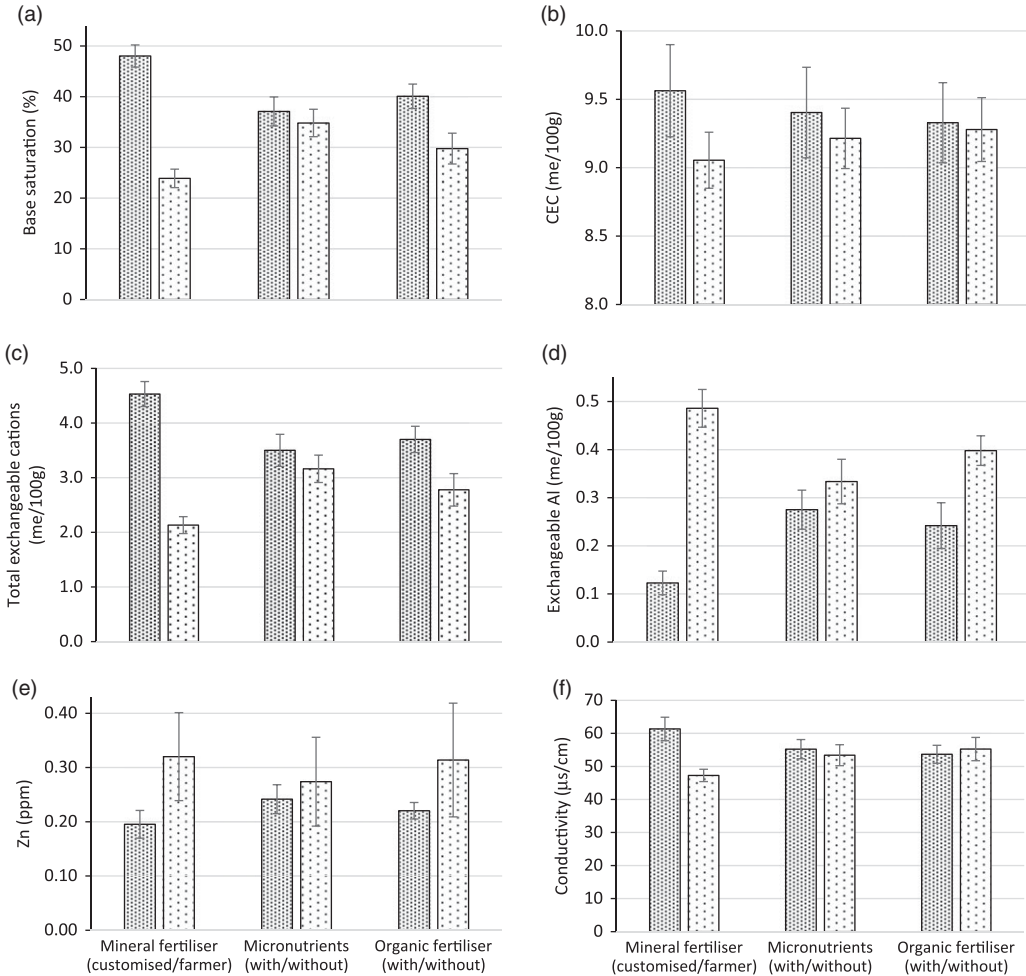 (a)
Base saturation (%)
50
40
30
20
10
0
(b)
CEC (me/100g)
10.0
9.5
9.0
8.5
8.0
(c)
Total exchangeable cations
(me/100g)
5.0
4.0
3.0
2.0
1.0
0.0
(d)
Exchangeable Al (me/100g)
0.5
0.4
0.3
0.2
0.1
0.0
(e)
Zn (ppm)
0.40
0.30
0.20
0.10
0.00
Mineral fertiliser
(customised/farmer)
Micronutrients
(with/without)
Organic fertiliser
(with/without)
(f)
Conductivity (µs/cm)
70
60
50
40
30
20
10
0
Mineral fertiliser
(customised/farmer)
Micronutrients
(with/without)
Organic fertiliser
(with/without)